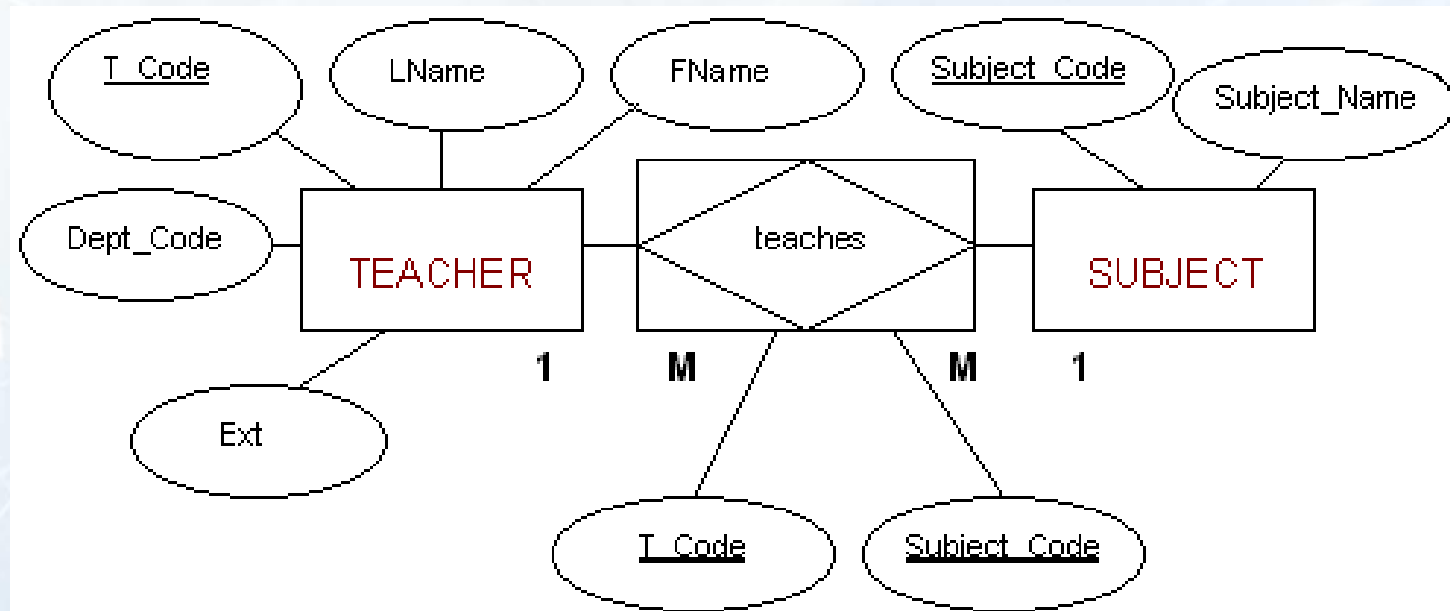 T_Code
LName
FName
Subject_Code
Subject_Name
Dept_Code
TEACHER
teaches
SUBJECT
1
M
M
1
Ext
T_Code
Subject_Code